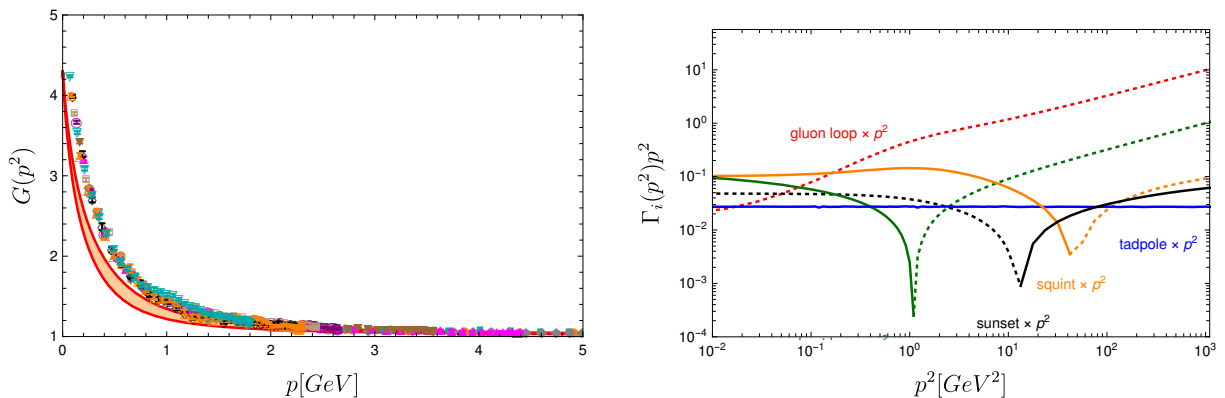 5
4
3
2
1
G(p²)
0
1
2
3
4
5
p[GeV]
10¹
10⁰
10⁻¹
10⁻²
10⁻³
10⁻⁴
Γᵢ(p²)p²
gluon loop × p²
tadpole × p²
squint × p²
sunset × p²
10⁻²
10⁻¹
10⁰
10¹
10²
10³
p²[GeV²]